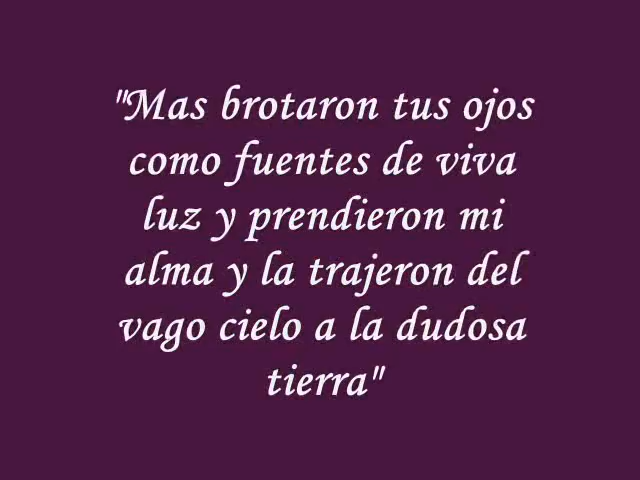 "Mas brotaron tus ojos
como fuentes de viva
luz y prendieron mi
alma y la trajeron del
vago cielo a la dudosa
tierra"